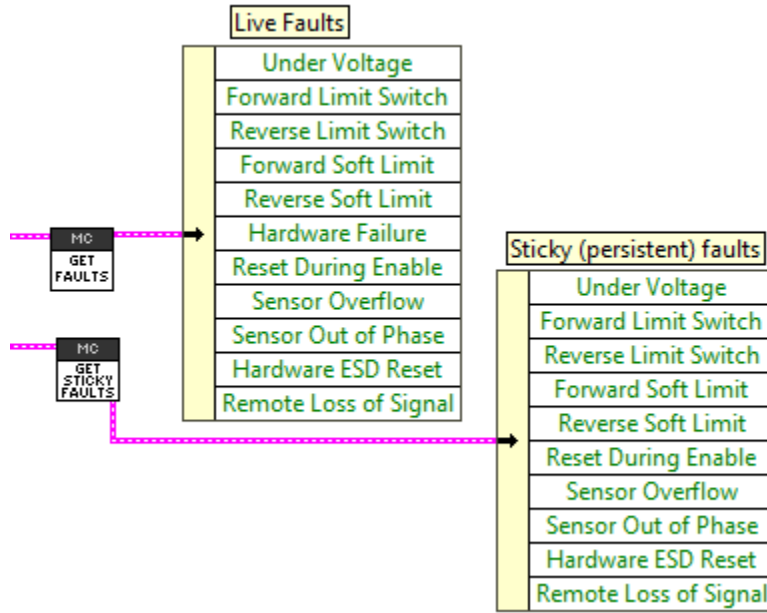 Live Faults
Under Voltage
Forward Limit Switch
Reverse Limit Switch
Forward Soft Limit
Reverse Soft Limit
Hardware Failure
Reset During Enable
Sensor Overflow
Sensor Out of Phase
Hardware ESD Reset
Remote Loss of Signal
MC
GET
FAULTS
MC
GET
STICKY
FAULTS
Sticky (persistent) faults
Under Voltage
Forward Limit Switch
Reverse Limit Switch
Forward Soft Limit
Reverse Soft Limit
Reset During Enable
Sensor Overflow
Sensor Out of Phase
Hardware ESD Reset
Remote Loss of Signal